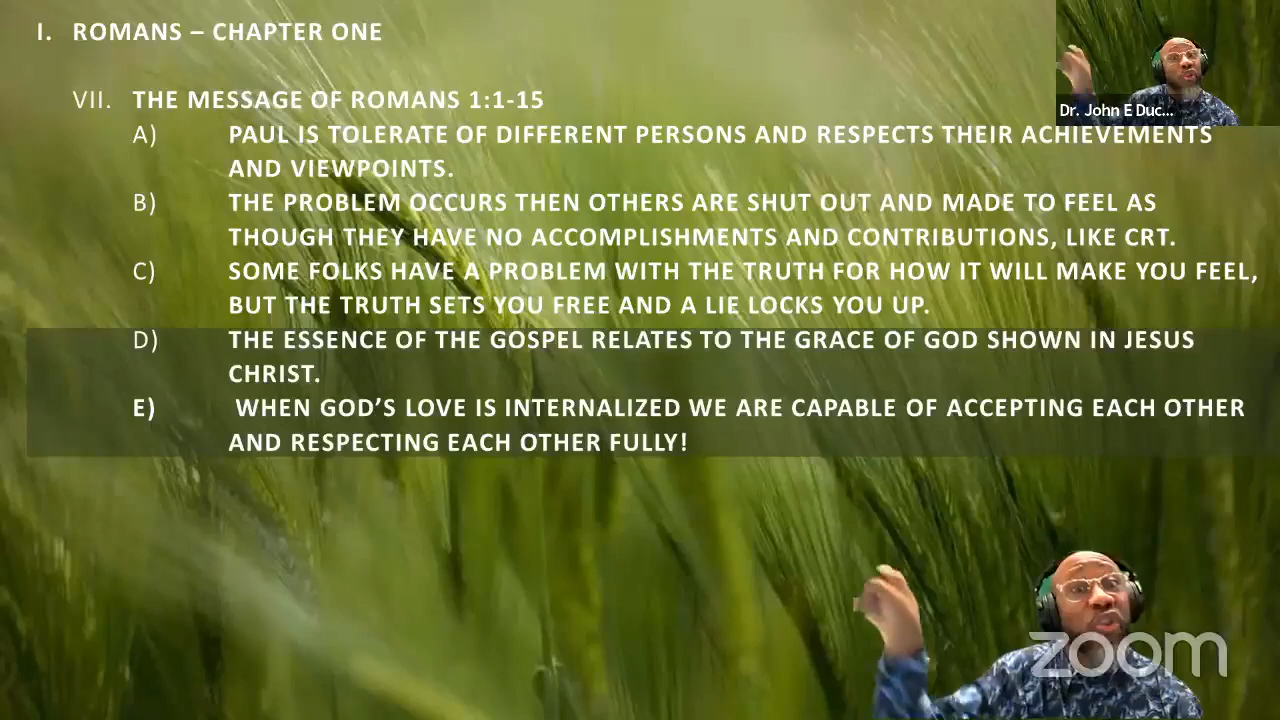 I. ROMANS – CHAPTER ONE
VII. THE MESSAGE OF ROMANS 1:1-15
A) PAUL IS TOLERATE OF DIFFERENT PERSONS AND RESPECTS THEIR ACHIEVEMENTS
AND VIEWPOINTS.
B) THE PROBLEM OCCURS THEN OTHERS ARE SHUT OUT AND MADE TO FEEL AS
THOUGH THEY HAVE NO ACCOMPLISHMENTS AND CONTRIBUTIONS, LIKE CRT.
C) SOME FOLKS HAVE A PROBLEM WITH THE TRUTH FOR HOW IT WILL MAKE YOU FEEL,
BUT THE TRUTH SETS YOU FREE AND A LIE LOCKS YOU UP.
D) THE ESSENCE OF THE GOSPEL RELATES TO THE GRACE OF GOD SHOWN IN JESUS
CHRIST.
E) WHEN GOD’S LOVE IS INTERNALIZED WE ARE CAPABLE OF ACCEPTING EACH OTHER
AND RESPECTING EACH OTHER FULLY!
Dr. John E Duc...
zoom